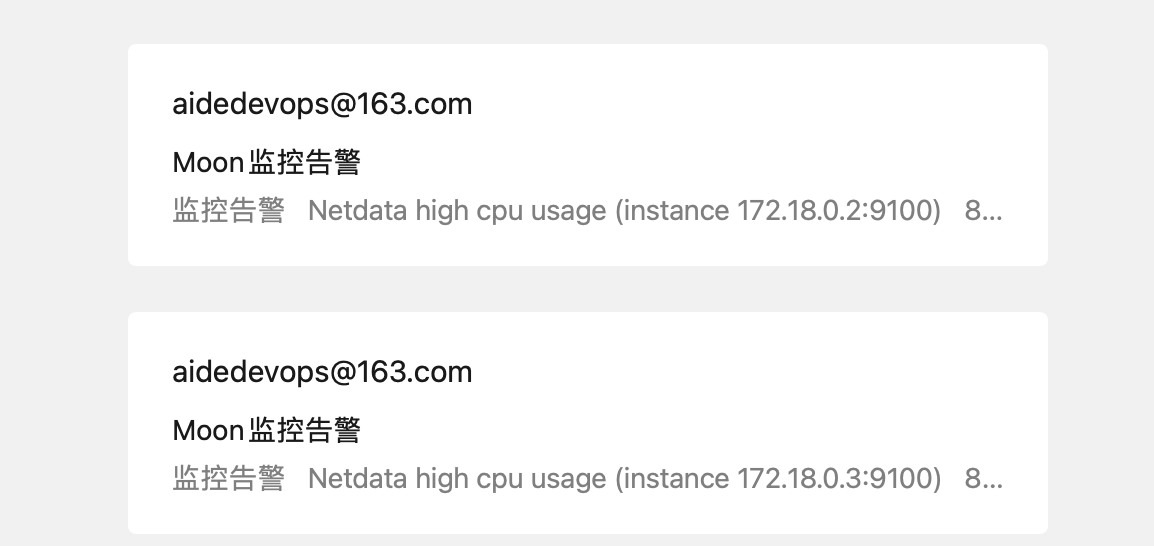 aidedevops@163.com
Moon监控告警
监控告警 Netdata high cpu usage (instance 172.18.0.2:9100) 8...
aidedevops@163.com
Moon监控告警
监控告警 Netdata high cpu usage (instance 172.18.0.3:9100) 8...